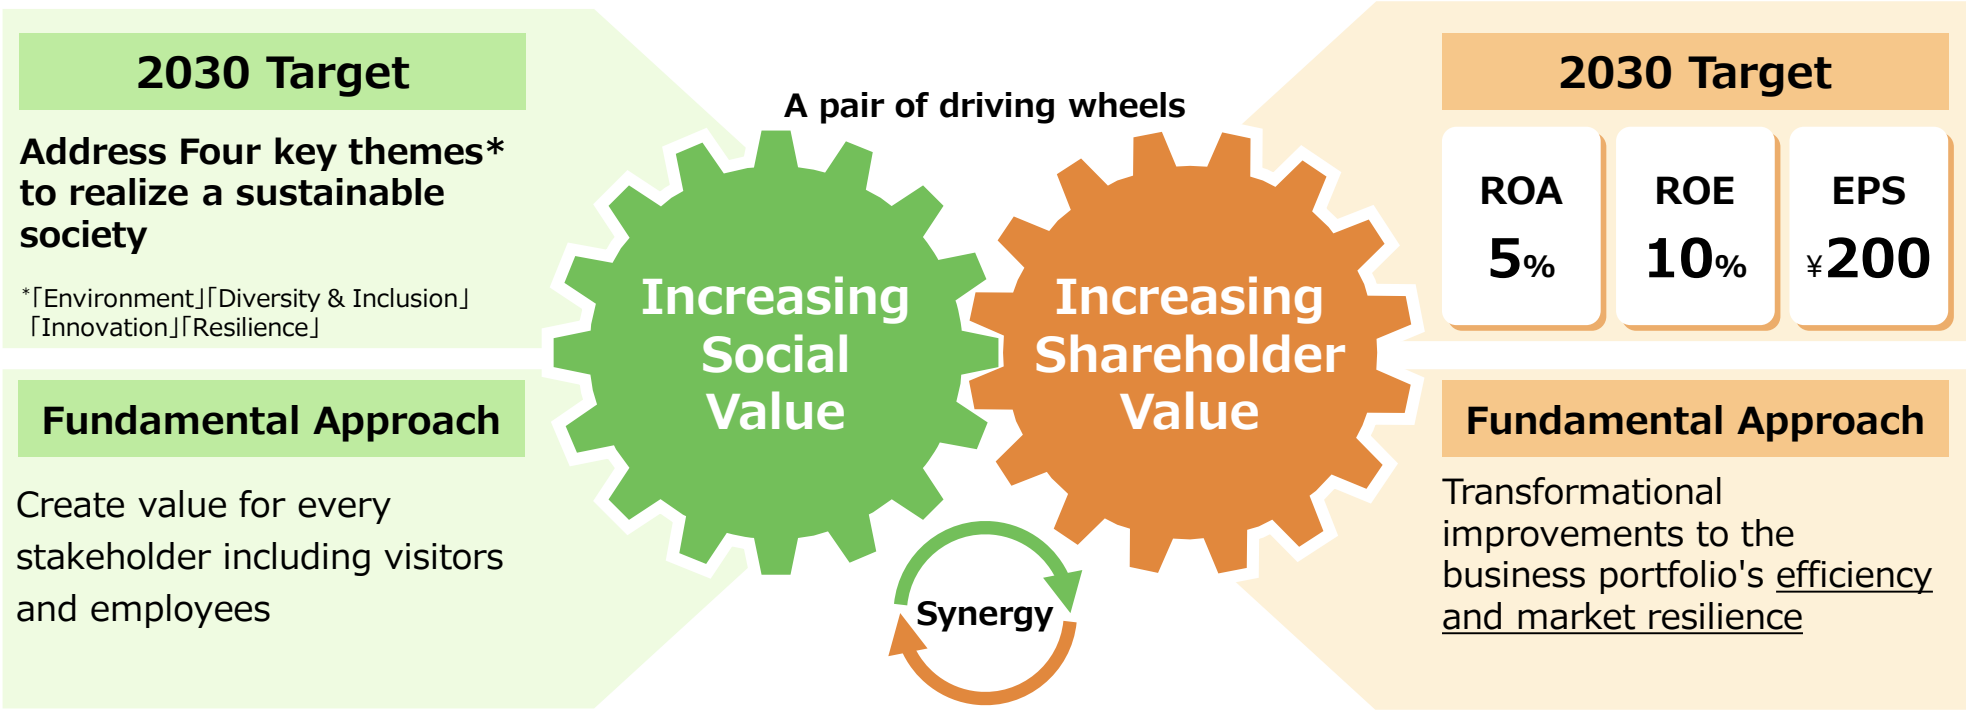 2030 Target
Address Four key themes*
to realize a sustainable
society
*｢Environment｣｢Diversity & Inclusion｣
｢Innovation｣｢Resilience｣
Fundamental Approach
Create value for every
stakeholder including visitors
and employees
A pair of driving wheels
Increasing
Social
Value
Increasing
Shareholder
Value
Synergy
2030 Target
ROA
5%
ROE
10%
EPS
¥200
Fundamental Approach
Transformational
improvements to the
business portfolio's efficiency
and market resilience